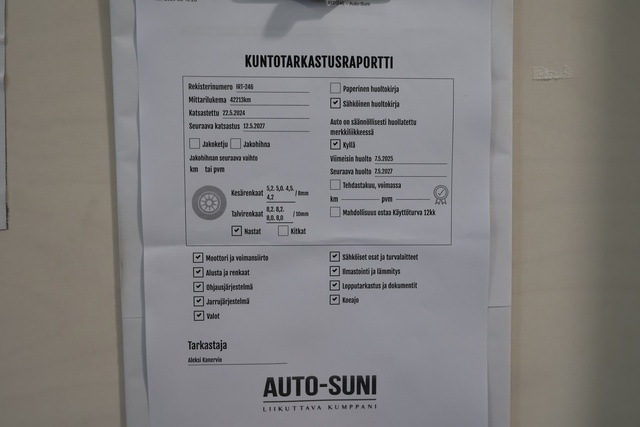 KUNTOTARKASTUSRAPORTTI
Rekisterinumero IRT-246
Mittarilukema 42213km
Katsastettu 22.5.2024
Seuraava katsastus 12.5.2027
Jakoketju Jakohihna
Jakohihnan seuraava vaihto
km tai pvm
Kesärenkaat 5,2. 5,0. 4,5. 4,2 / 8mm
Talvirenkaat 8,2. 8,2. 8,0. 8,0 / 10mm
Nastat Kitkat
Paperinen huoltokirja
Sähköinen huoltokirja
Auto on säännöllisesti huollatettu
merkkiliikkeessä
Kyllä
Viimeisin huolto 7.5.2025
Seuraava huolto 7.5.2027
Tehdastakuu, voimassa
km pvm
Mahdollisuus ostaa Käyttöturva 12kk
Moottori ja voimansiirto
Alusta ja renkaat
Ohjausjärjestelmä
Jarrujärjestelmä
Valot
Sähköiset osat ja turvalaitteet
Ilmastointi ja lämmitys
Lopputarkastus ja dokumentit
Koeajo
Tarkastaja
Aleksi Kanervio
AUTO-SUNI
LIIKUTTAVA KUMPPANI